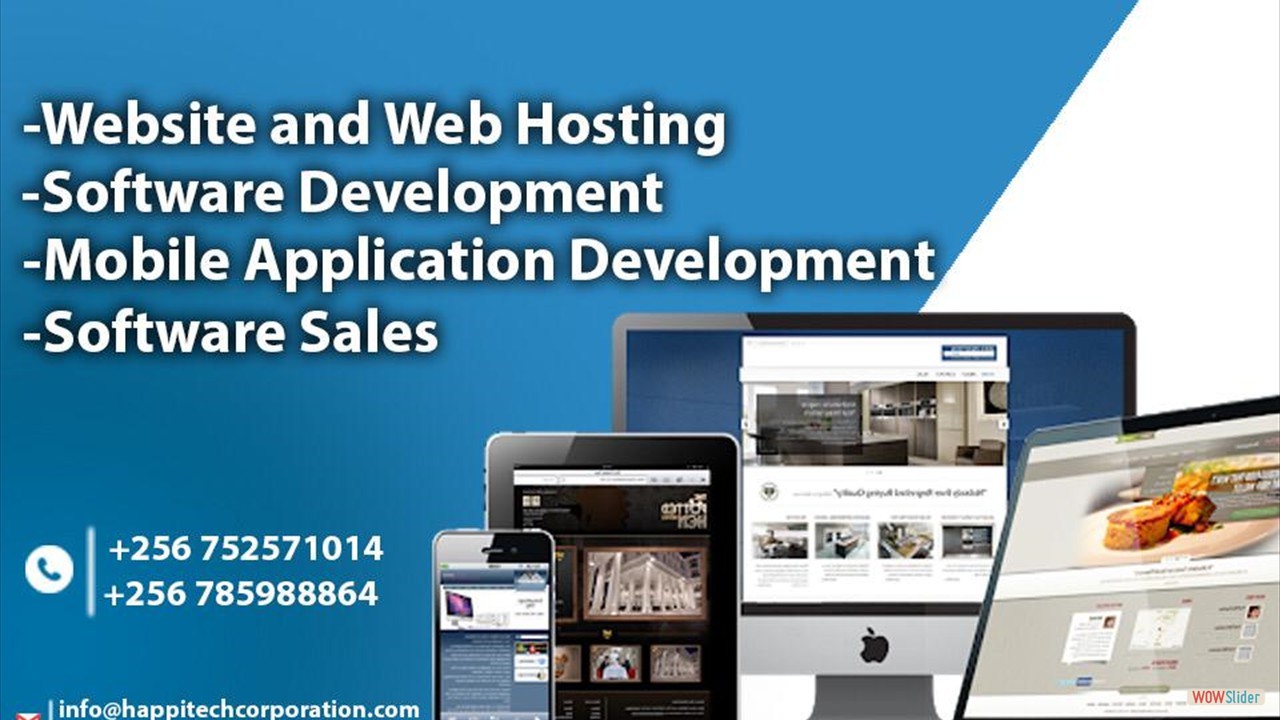 -Website and Web Hosting
-Software Development
-Mobile Application Development
-Software Sales
+256 752571014
+256 785988864
info@happitechcorporation.com
WOWSlider